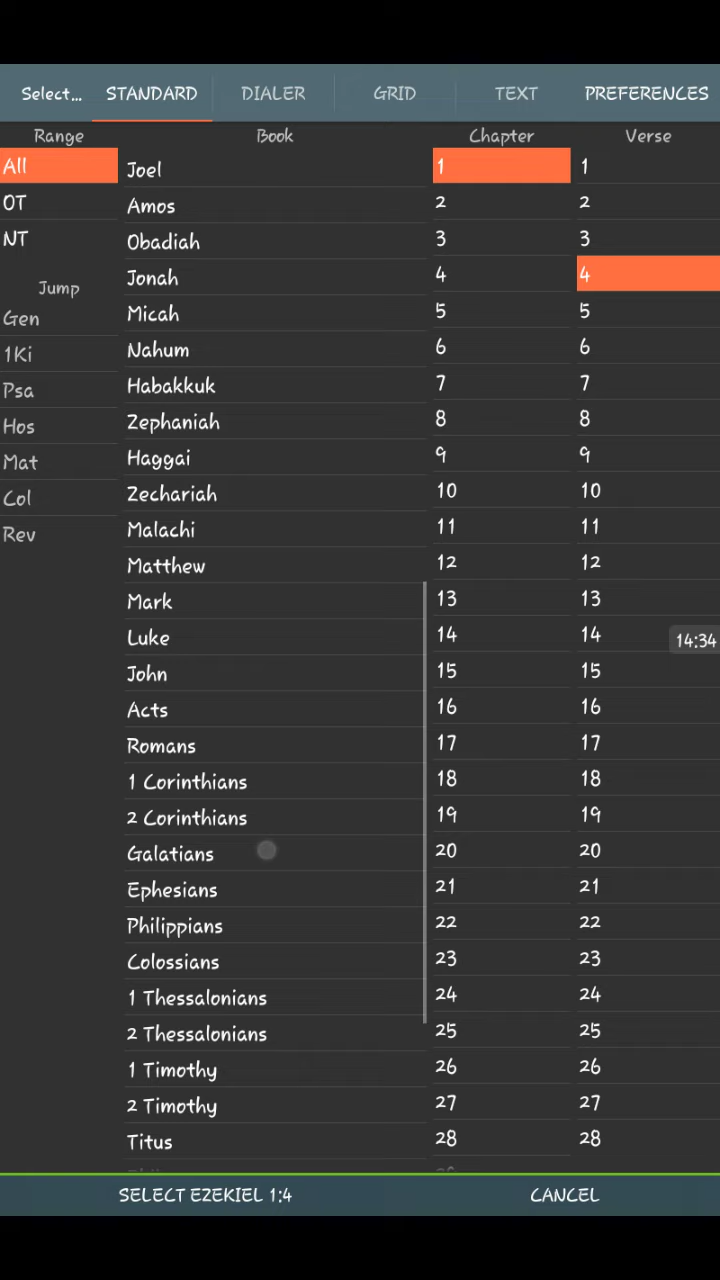 Select... STANDARD DIALER GRID TEXT PREFERENCES
Range Book Chapter Verse
All Joel 1 1
OT Amos 2 2
NT Obadiah 3 3
Jump Jonah 4 4
Gen Micah 5 5
1Ki Nahum 6 6
Psa Habakkuk 7 7
Hos Zephaniah 8 8
Mat Haggai 9 9
Col Zechariah 10 10
Rev Malachi 11 11
Matthew 12 12
Mark 13 13
Luke 14 14 14:34
John 15 15
Acts 16 16
Romans 17 17
1 Corinthians 18 18
2 Corinthians 19 19
Galatians 20 20
Ephesians 21 21
Philippians 22 22
Colossians 23 23
1 Thessalonians 24 24
2 Thessalonians 25 25
1 Timothy 26 26
2 Timothy 27 27
Titus 28 28
SELECT EZEKIEL 1:4 CANCEL